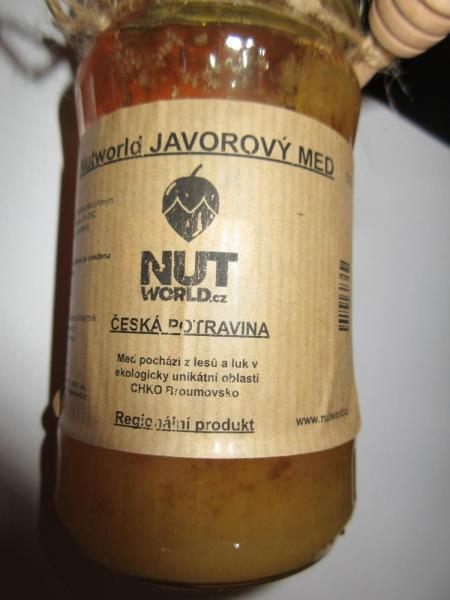 Nutworld JAVOROVÝ MED
NUT
WORLD.cz
ČESKÁ POTRAVINA
Med pochází z lesů a luk v
ekologicky unikátní oblasti
CHKO Broumovsko
Regionální produkt
www.nutworld.cz